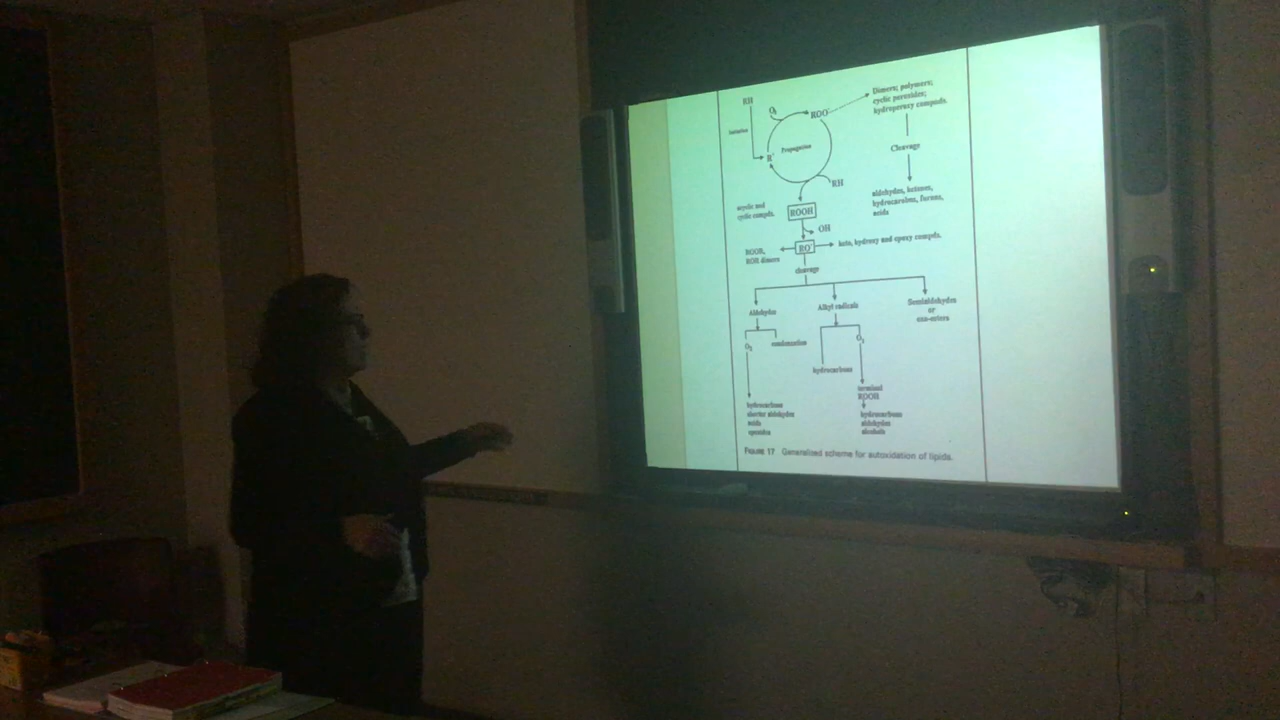 RH
O₂
ROO·
Dimers; polymers;
cyclic peroxides;
hydroperoxy compounds.
Initiation
Propagation
R·
Cleavage
RH
aldehydes, ketones,
hydrocarbons, furans,
acids
acyclic and
cyclic compds.
ROOH
OH
ROOR,
ROR dimers
RO·
keto, hydroxy and epoxy compds.
cleavage
Aldehydes
Alkyl radicals
Semialdehydes
or
oxo-esters
O₂
condensation
O₂
hydrocarbons
terminal
ROOH
hydrocarbons
shorter aldehydes
acids
epoxides
hydrocarbons
aldehydes
alcohols
FIGURE 17 Generalized scheme for autoxidation of lipids.